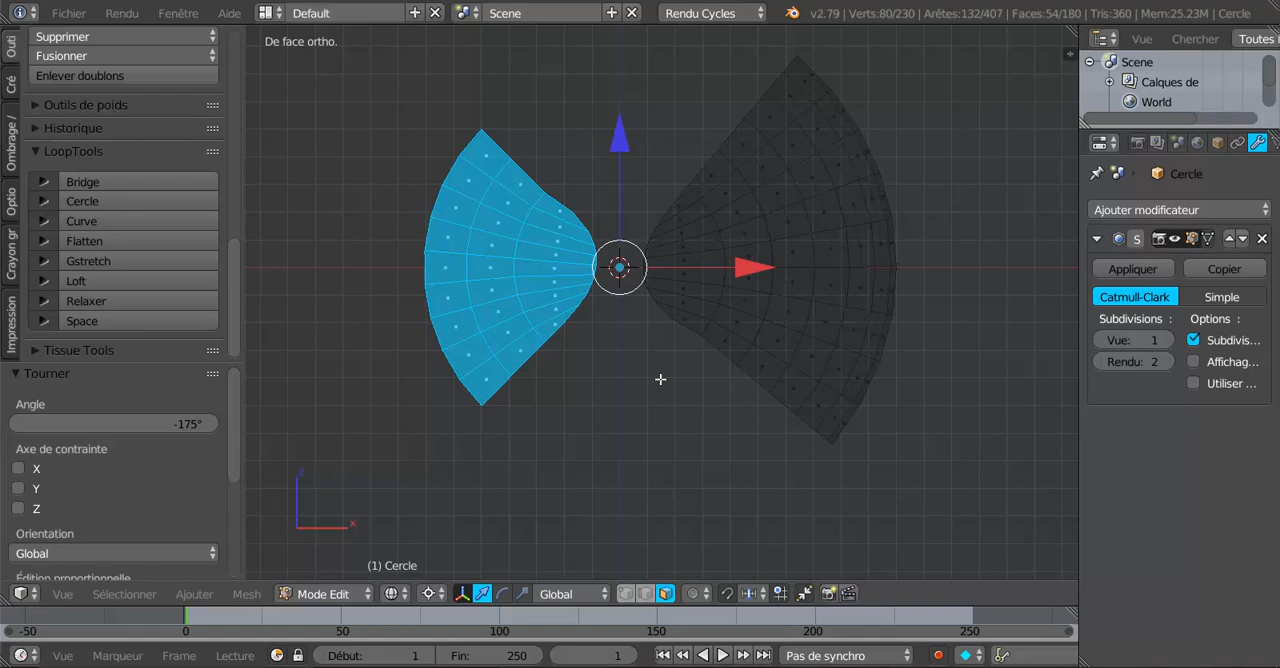 Fichier Rendu Fenêtre Aide Default Scene Rendu Cycles v2.79 | Verts:80/230 | Arêtes:132/407 | Faces:54/180 | Tris:360 | Mem:25.23M | Cercle
Supprimer
Fusionner
Enlever doublons
Outils de poids
Historique
LoopTools
Bridge
Cercle
Curve
Flatten
Gstretch
Loft
Relaxer
Space
Tissue Tools
Tourner
Angle
-175°
Axe de contrainte
X
Y
Z
Orientation
Global
Édition proportionnelle
Outi
Cré
Ombrage /
Optio
Crayon gr
Impression
De face ortho.
z
x
(1) Cercle
Vue Chercher Toutes
Scene
Calques de
World
Cercle
Ajouter modificateur
S
Appliquer Copier
Catmull-Clark Simple
Subdivisions : Options :
Vue: 1 Subdivis...
Rendu: 2 Affichag...
Utiliser ...
Vue Sélectionner Ajouter Mesh Mode Edit Global
-50 0 50 100 150 200 250
Vue Marqueur Frame Lecture Début: 1 Fin: 250 1 Pas de synchro